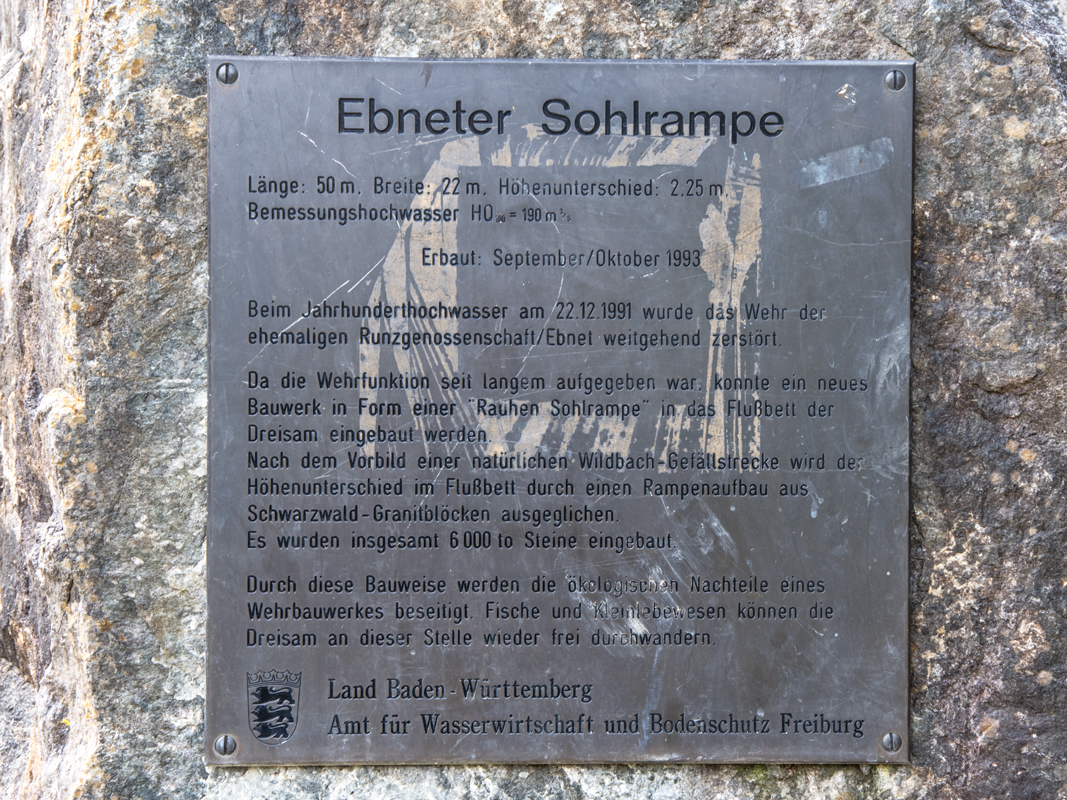 Ebneter Sohlrampe
Länge: 50 m, Breite: 22 m, Höhenunterschied: 2,25 m,
Bemessungshochwasser HQ = 190 m³/s
Erbaut: September/Oktober 1993
Beim Jahrhunderthochwasser am 22.12.1991 wurde das Wehr der
ehemaligen Runzgenossenschaft/Ebnet weitgehend zerstört.
Da die Wehrfunktion seit langem aufgegeben war, konnte ein neues
Bauwerk in Form einer "Rauhen Sohlrampe" in das Flußbett der
Dreisam eingebaut werden.
Nach dem Vorbild einer natürlichen Wildbach-Gefällstrecke wird der
Höhenunterschied im Flußbett durch einen Rampenaufbau aus
Schwarzwald-Granitblöcken ausgeglichen.
Es wurden insgesamt 6 000 to Steine eingebaut.
Durch diese Bauweise werden die ökologischen Nachteile eines
Wehrbauwerkes beseitigt. Fische und Kleinlebewesen können die
Dreisam an dieser Stelle wieder frei durchwandern.
Land Baden-Württemberg
Amt für Wasserwirtschaft und Bodenschutz Freiburg